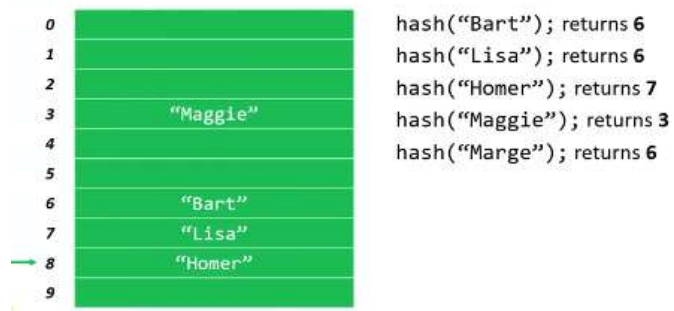 0
1
2
3 “Maggie”
4
5
6 “Bart”
7 “Lisa”
8 “Homer”
9
hash(“Bart”); returns 6
hash(“Lisa”); returns 6
hash(“Homer”); returns 7
hash(“Maggie”); returns 3
hash(“Marge”); returns 6